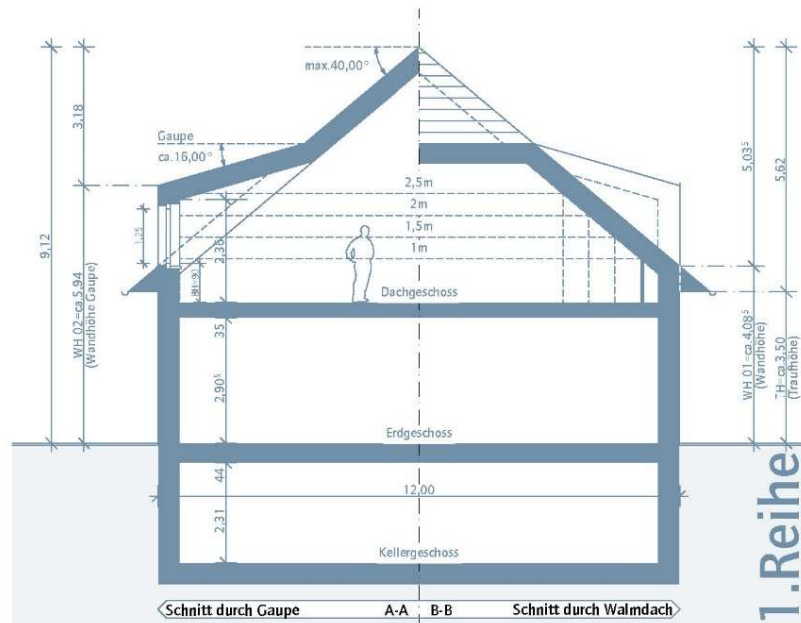 max.40,00°
Gaupe
ca.16,00°
3,18
9,12
WH 02=ca.5,94
(Wandhöhe Gaupe)
1,25
BH=90
2,36
2,5m
2m
1,5m
1m
Dachgeschoss
35
2,90⁵
Erdgeschoss
44
12,00
2,31
Kellergeschoss
5,03⁵
5,62
WH 01=ca.4,08⁵
(Wandhöhe)
TH=ca.3,50
(Traufhöhe)
1.Reihe
Schnitt durch Gaupe A-A B-B Schnitt durch Walmdach